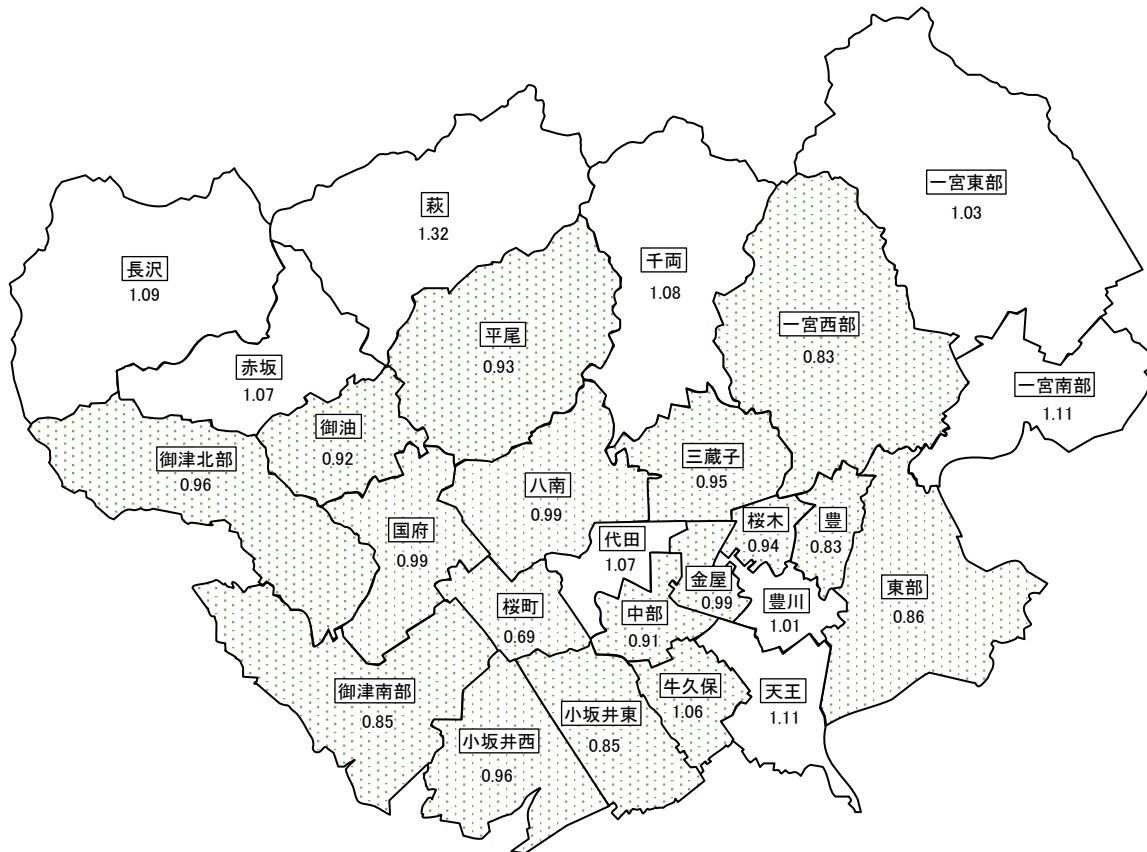 一宮東部
1.03
萩
1.32
長沢
1.09
千両
1.08
一宮西部
0.83
平尾
0.93
赤坂
1.07
一宮南部
1.11
御油
0.92
御津北部
0.96
三蔵子
0.95
八南
0.99
国府
0.99
代田
1.07
桜木
0.94
豊
0.83
金屋
0.99
豊川
1.01
東部
0.86
桜町
0.69
中部
0.91
御津南部
0.85
牛久保
1.06
天王
1.11
小坂井東
0.85
小坂井西
0.96